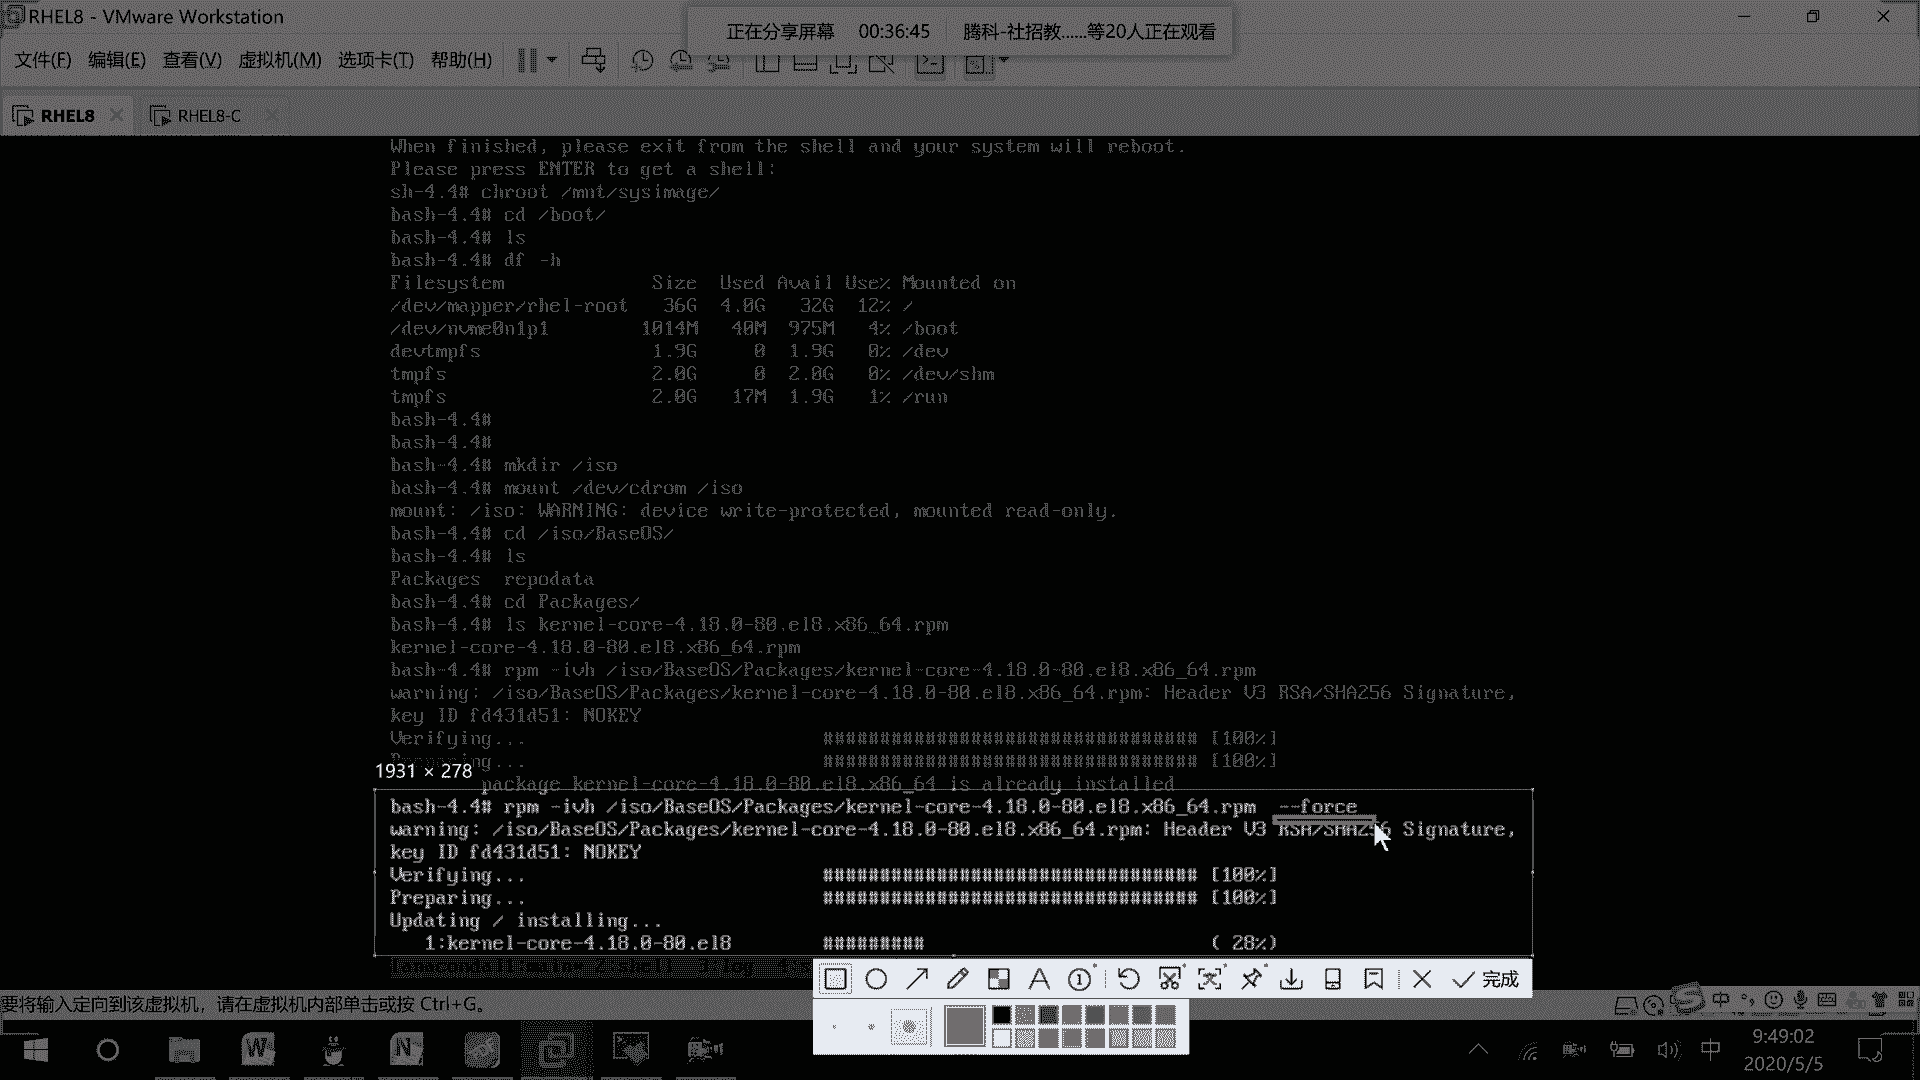 RHEL8 - VMware Workstation
正在分享屏幕 00:36:45 腾科-社招教......等20人正在观看
文件(F) 编辑(E) 查看(V) 虚拟机(M) 选项卡(T) 帮助(H)
RHEL8 RHEL8-C
When finished, please exit from the shell and your system will reboot.
Please press ENTER to get a shell:
sh-4.4# chroot /mnt/sysimage/
bash-4.4# cd /boot/
bash-4.4# ls
bash-4.4# df -h
Filesystem Size Used Avail Use% Mounted on
/dev/mapper/rhel-root 36G 4.0G 32G 12% /
/dev/nvme0n1p1 1014M 40M 975M 4% /boot
devtmpfs 1.9G 0 1.9G 0% /dev
tmpfs 2.0G 0 2.0G 0% /dev/shm
tmpfs 2.0G 17M 1.9G 1% /run
bash-4.4#
bash-4.4#
bash-4.4# mkdir /iso
bash-4.4# mount /dev/cdrom /iso
mount: /iso: WARNING: device write-protected, mounted read-only.
bash-4.4# cd /iso/BaseOS/
bash-4.4# ls
Packages repodata
bash-4.4# cd Packages/
bash-4.4# ls kernel-core-4.18.0-80.el8.x86_64.rpm
kernel-core-4.18.0-80.el8.x86_64.rpm
bash-4.4# rpm -ivh /iso/BaseOS/Packages/kernel-core-4.18.0-80.el8.x86_64.rpm
warning: /iso/BaseOS/Packages/kernel-core-4.18.0-80.el8.x86_64.rpm: Header V3 RSA/SHA256 Signature,
key ID fd431d51: NOKEY
Verifying... ################################# [100%]
Preparing... ################################# [100%]
1931 × 278
package kernel-core-4.18.0-80.el8.x86_64 is already installed
bash-4.4# rpm -ivh /iso/BaseOS/Packages/kernel-core-4.18.0-80.el8.x86_64.rpm --force
warning: /iso/BaseOS/Packages/kernel-core-4.18.0-80.el8.x86_64.rpm: Header V3 RSA/SHA256 Signature,
key ID fd431d51: NOKEY
Verifying... ################################# [100%]
Preparing... ################################# [100%]
Updating / installing...
1:kernel-core-4.18.0-80.el8 ######### ( 28%)
完成
要将输入定向到该虚拟机，请在虚拟机内部单击或按 Ctrl+G。
中
中
9:49:02
2020/5/5